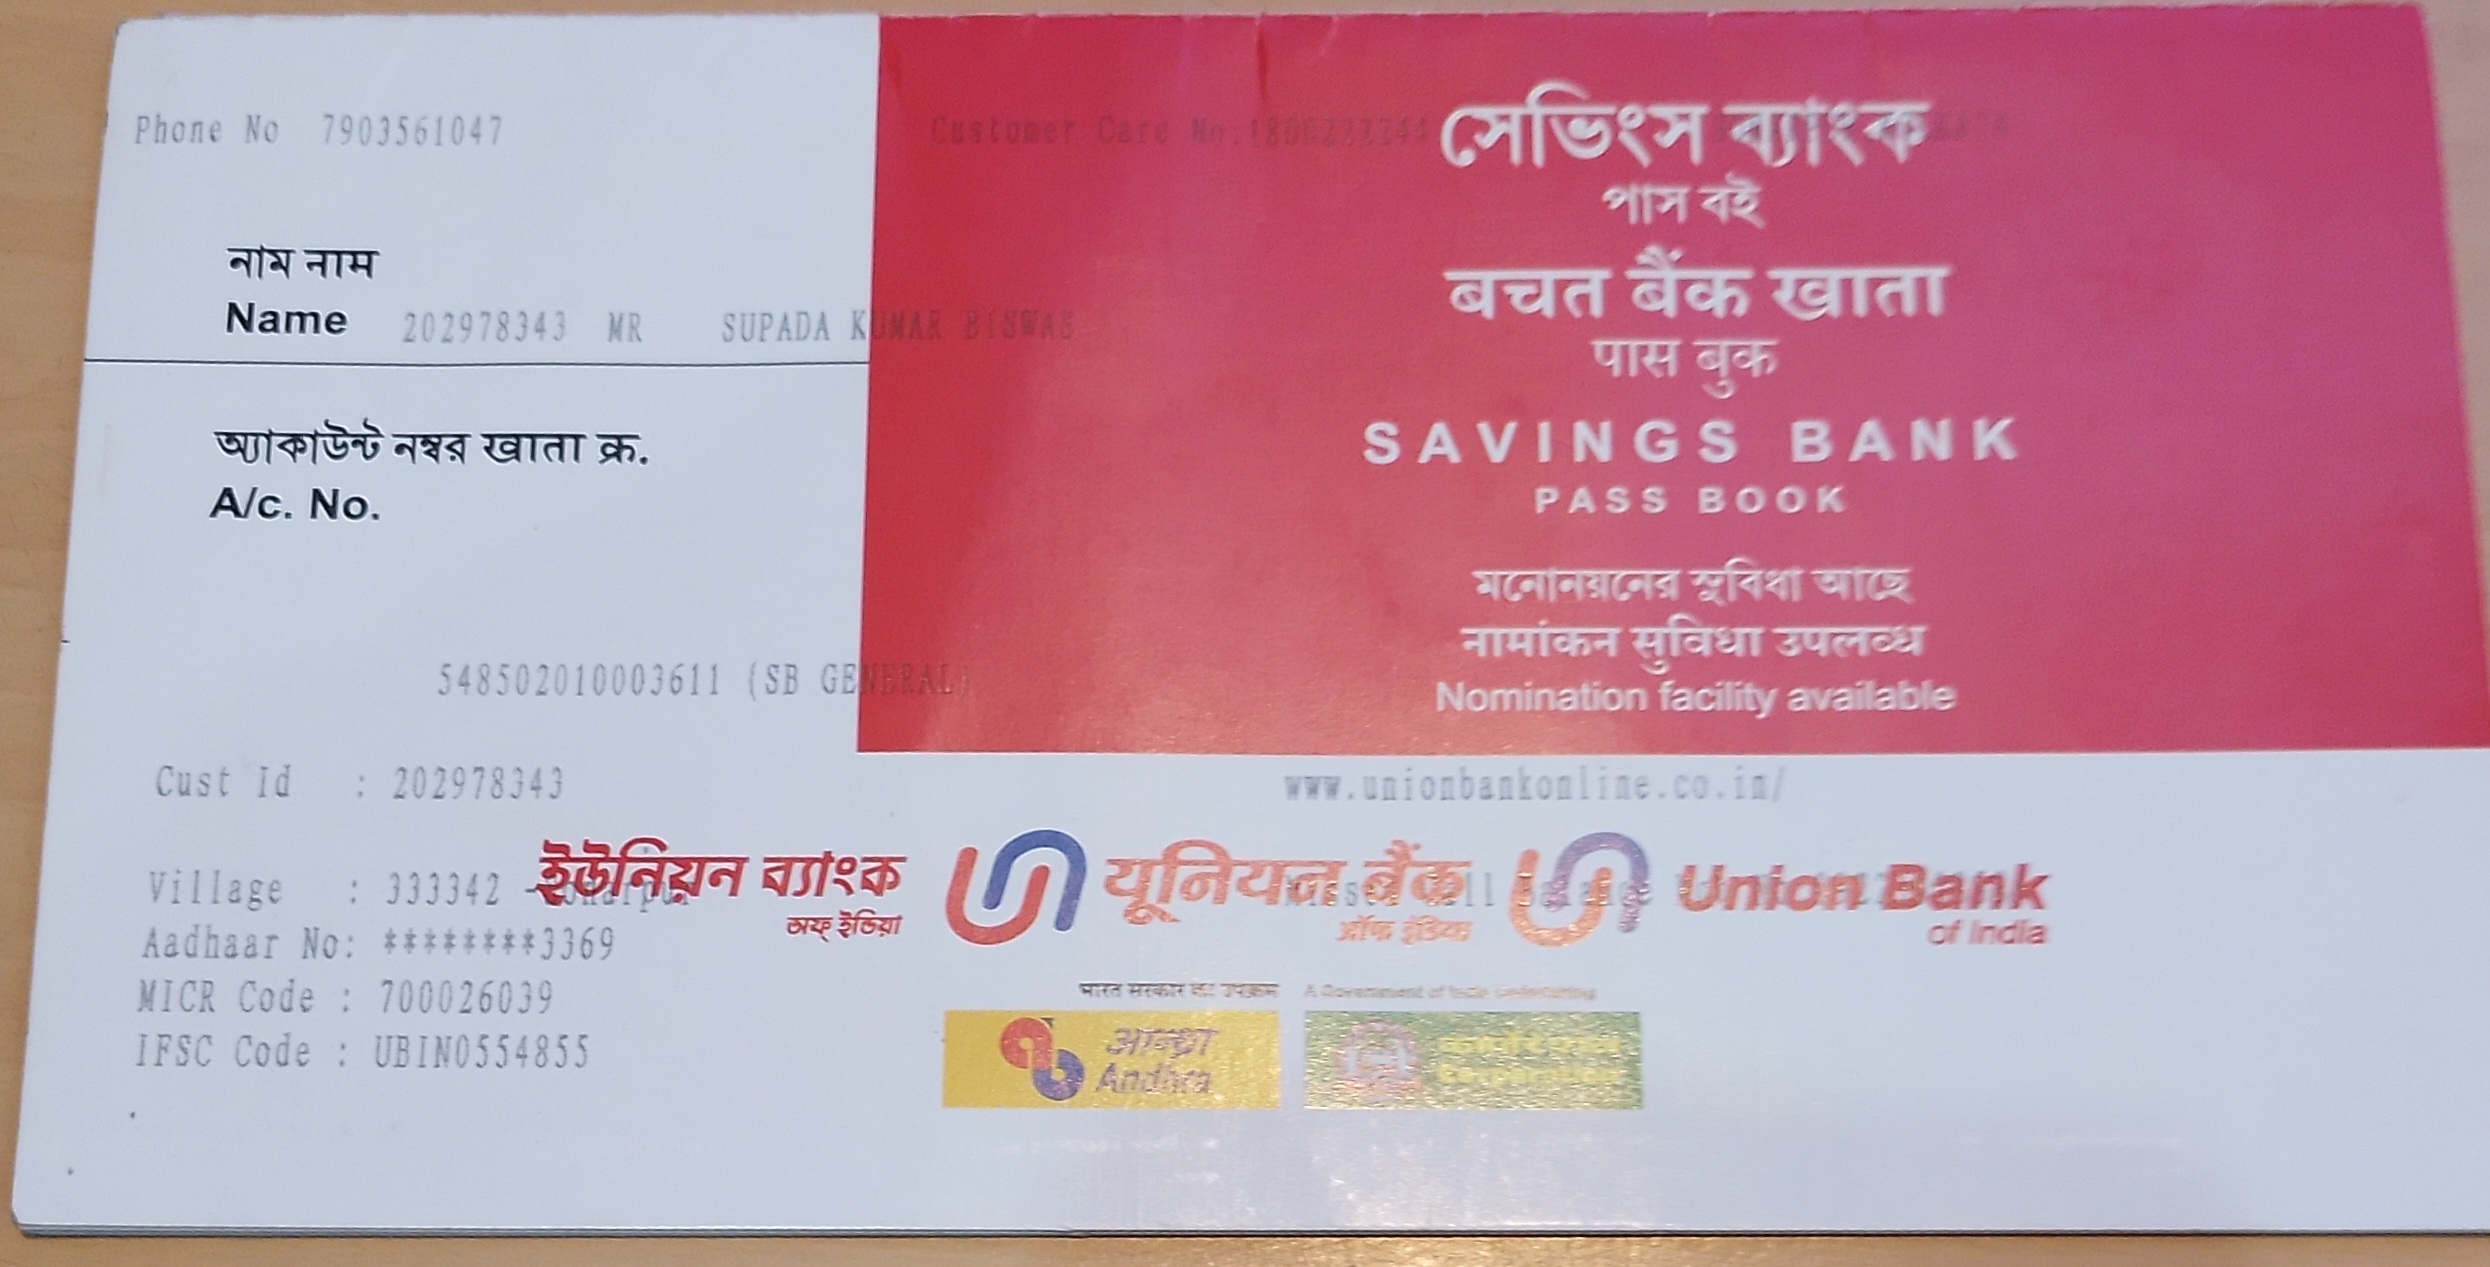 Phone No 7903561047
Customer Care No:1800222244
সেভিংস ব্যাংক
পাস বই
बचत बैंक खाता
पास बुक
SAVINGS BANK
PASS BOOK
নাম नाम
Name 202978343 MR SUPADA KUMAR BISWAS
অ্যাকাউন্ট নম্বর खाता क्र.
A/c. No.
মনোনয়নের সুবিধা আছে
नामांकन सुविधा उपलब्ध
Nomination facility available
548502010003611 (SB GENERAL)
Cust Id : 202978343
www.unionbankonline.co.in/
Village : 333342
ইউনিয়ন ব্যাংক
অফ্ ইন্ডিয়া
यूनियन बैंक
ऑफ इंडिया
Union Bank
of India
Aadhaar No: ********3369
MICR Code : 700026039
IFSC Code : UBIN0554855
भारत सरकार का उपक्रम
A Government of India Undertaking
आन्ध्रा
Andhra
Corporation